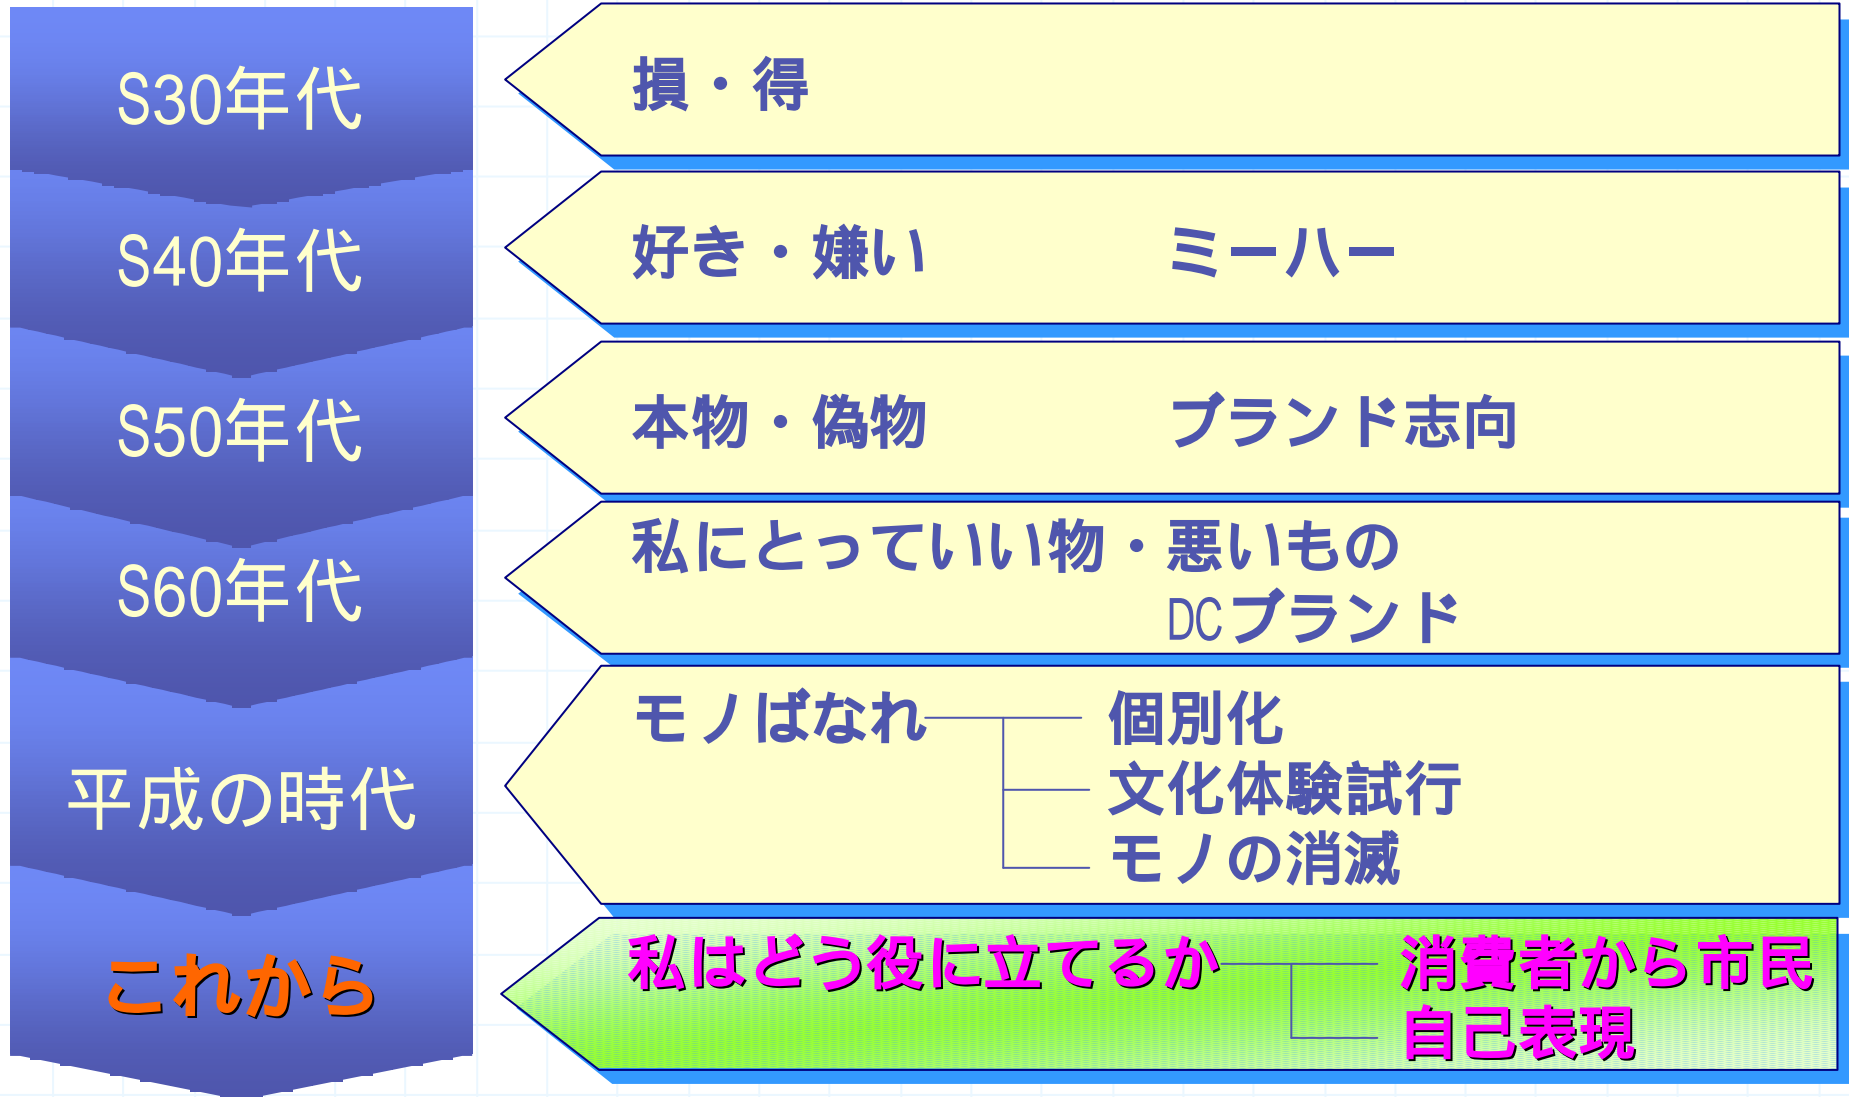 S30年代
損・得
S40年代
好き・嫌い ミーハー
S50年代
本物・偽物 ブランド志向
S60年代
私にとっていい物・悪いもの
DCブランド
平成の時代
モノばなれ 個別化
文化体験試行
モノの消滅
これから
私はどう役に立てるか 消費者から市民
自己表現